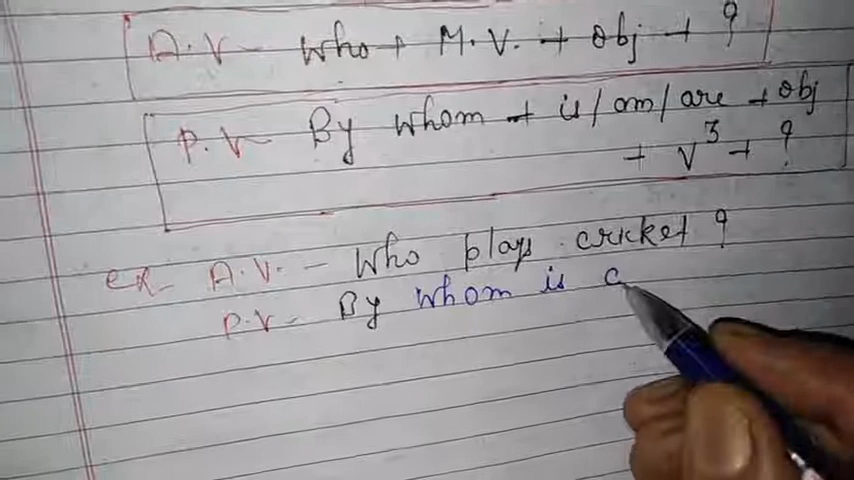 A.V - Who + M.V. + obj + ?
P.V - By whom + is/am/are + obj
+ V³ + ?
ex - A.V. - Who plays cricket ?
P.V - By whom is c